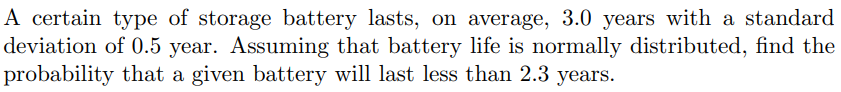 A certain type of storage battery lasts, on average, 3.0 years with a standard
deviation of 0.5 year. Assuming that battery life is normally distributed, find the
probability that a given battery will last less than 2.3 years.